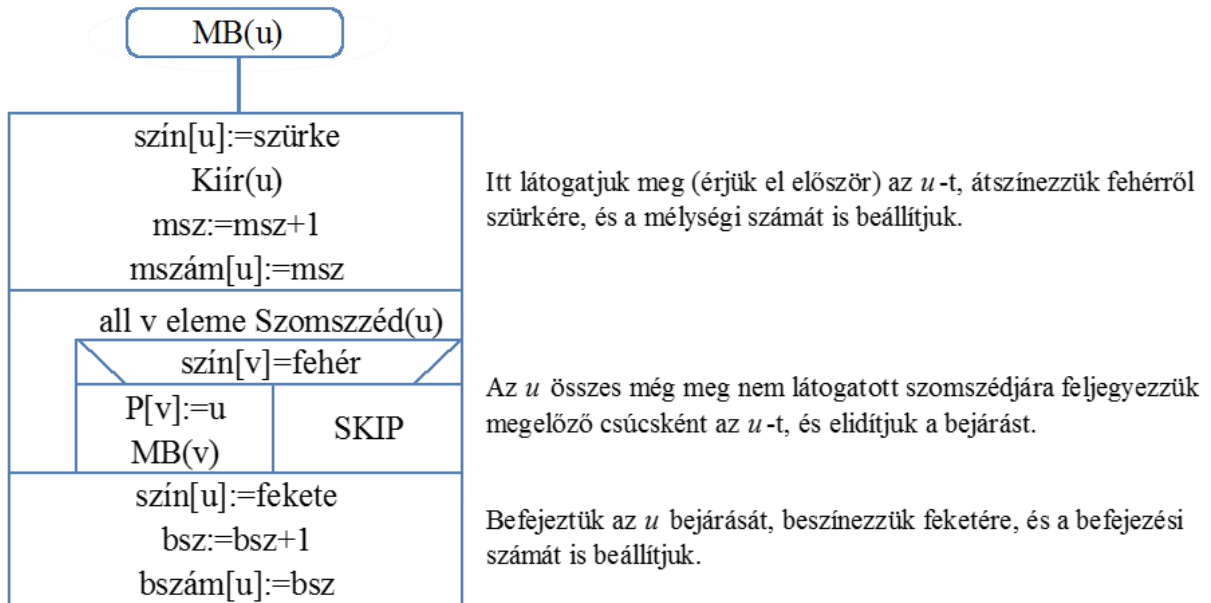 MB(u)
szín[u]:=szürke
Kiír(u)
msz:=msz+1
mszám[u]:=msz
Itt látogatjuk meg (érjük el először) az u-t, átszínezzük fehérről
szürkére, és a mélységi számát is beállítjuk.
all v eleme Szomszzéd(u)
szín[v]=fehér
P[v]:=u
MB(v)
SKIP
Az u összes még meg nem látogatott szomszédjára feljegyezzük
megelőző csúcsként az u-t, és elidítjuk a bejárást.
szín[u]:=fekete
bsz:=bsz+1
bszám[u]:=bsz
Befejeztük az u bejárását, beszínezzük feketére, és a befejezési
számát is beállítjuk.